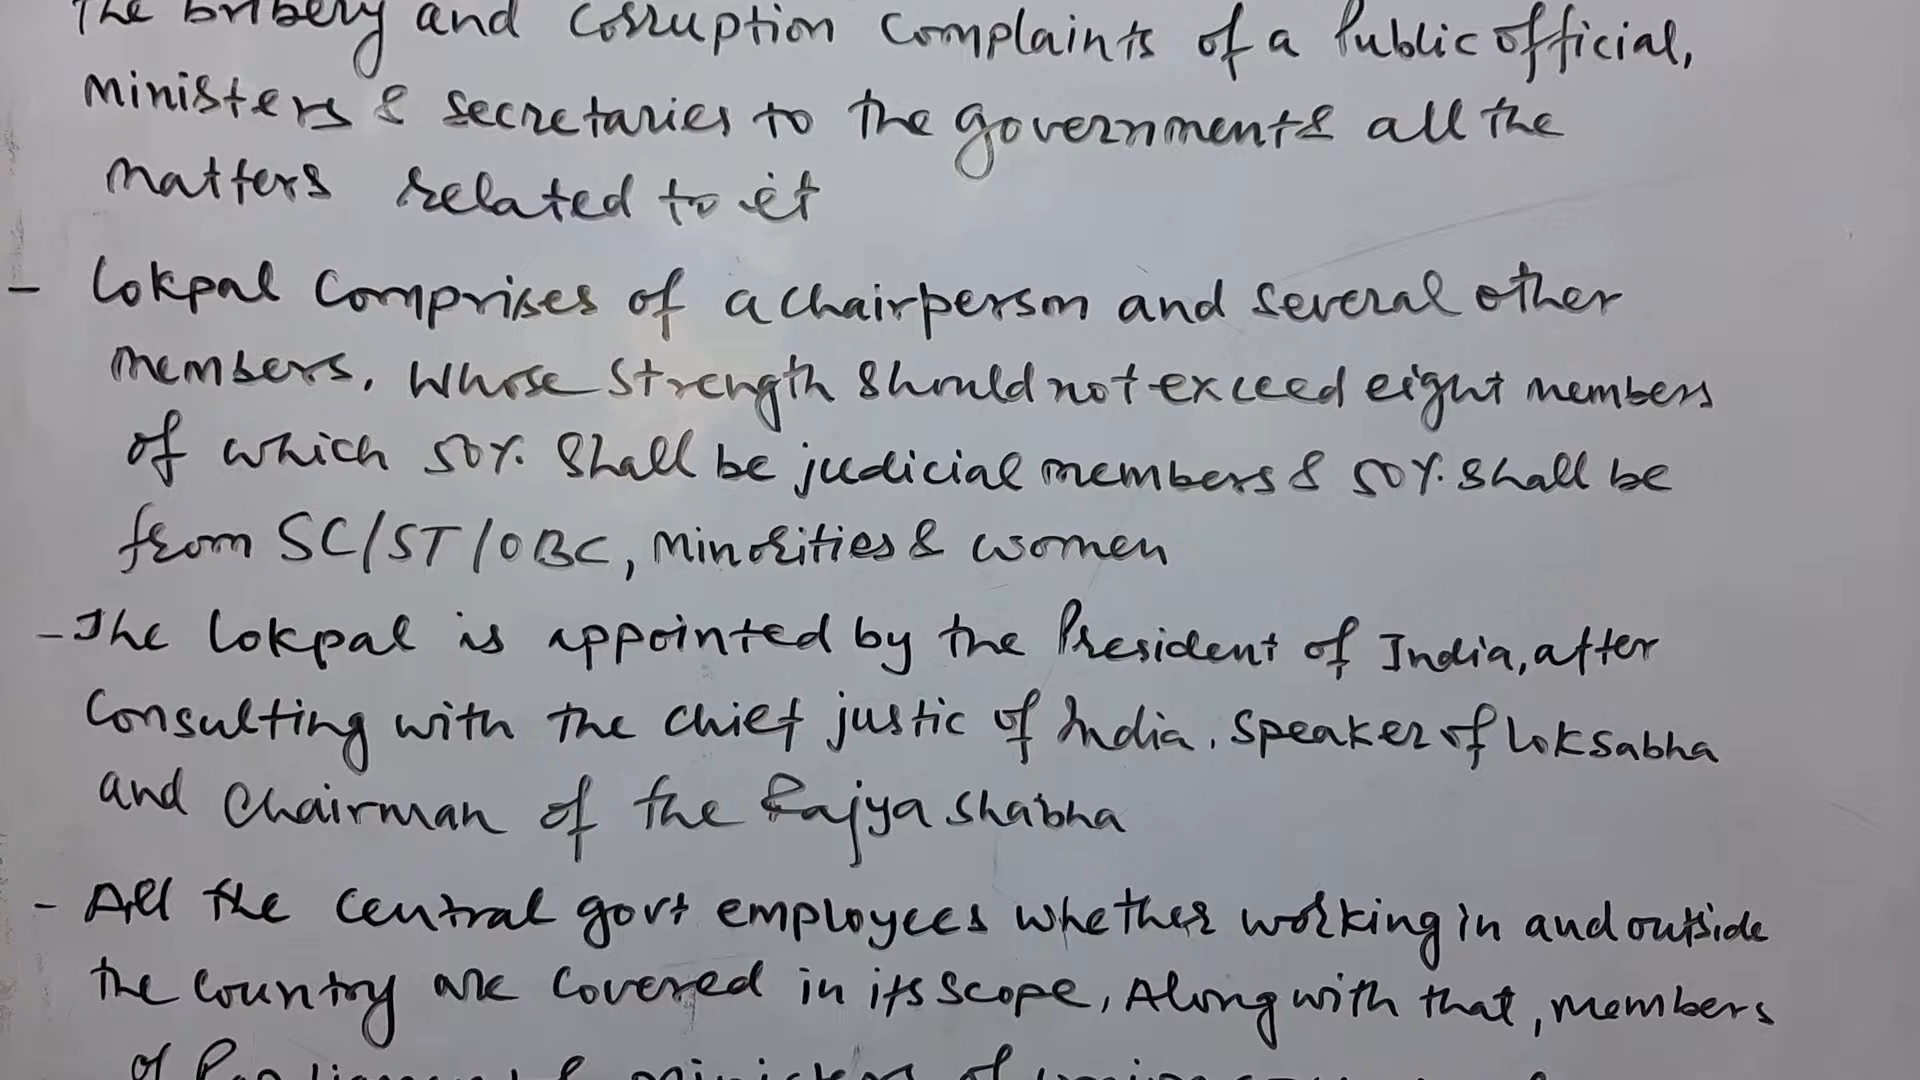 The bribery and corruption complaints of a Public official,
ministers & secretaries to the government & all the
matters related to it
- Lokpal comprises of a chairperson and several other
members, whose strength should not exceed eight members
of which 50%. shall be judicial members & 50%. shall be
from SC/ST/OBC, minorities & women
- The Lokpal is appointed by the President of India, after
consulting with the chief justic of India, speaker of Loksabha
and Chairman of the Rajya Shabha
- All the central govt employees whether working in and outside
the country are covered in its scope, Along with that, members
of Parliament & ministers of